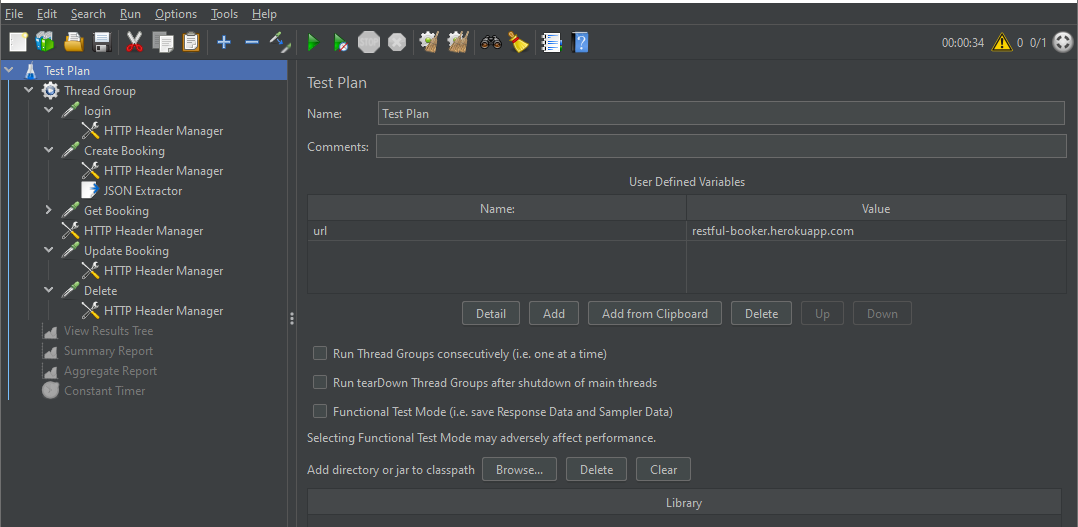 File Edit Search Run Options Tools Help
STOP 00:00:34 0 0/1
Test Plan
Thread Group
login
HTTP Header Manager
Create Booking
HTTP Header Manager
JSON Extractor
Get Booking
HTTP Header Manager
Update Booking
HTTP Header Manager
Delete
HTTP Header Manager
View Results Tree
Summary Report
Aggregate Report
Constant Timer
Test Plan
Name: Test Plan
Comments:
User Defined Variables
Name: Value
url restful-booker.herokuapp.com
Detail Add Add from Clipboard Delete Up Down
Run Thread Groups consecutively (i.e. one at a time)
Run tearDown Thread Groups after shutdown of main threads
Functional Test Mode (i.e. save Response Data and Sampler Data)
Selecting Functional Test Mode may adversely affect performance.
Add directory or jar to classpath Browse... Delete Clear
Library